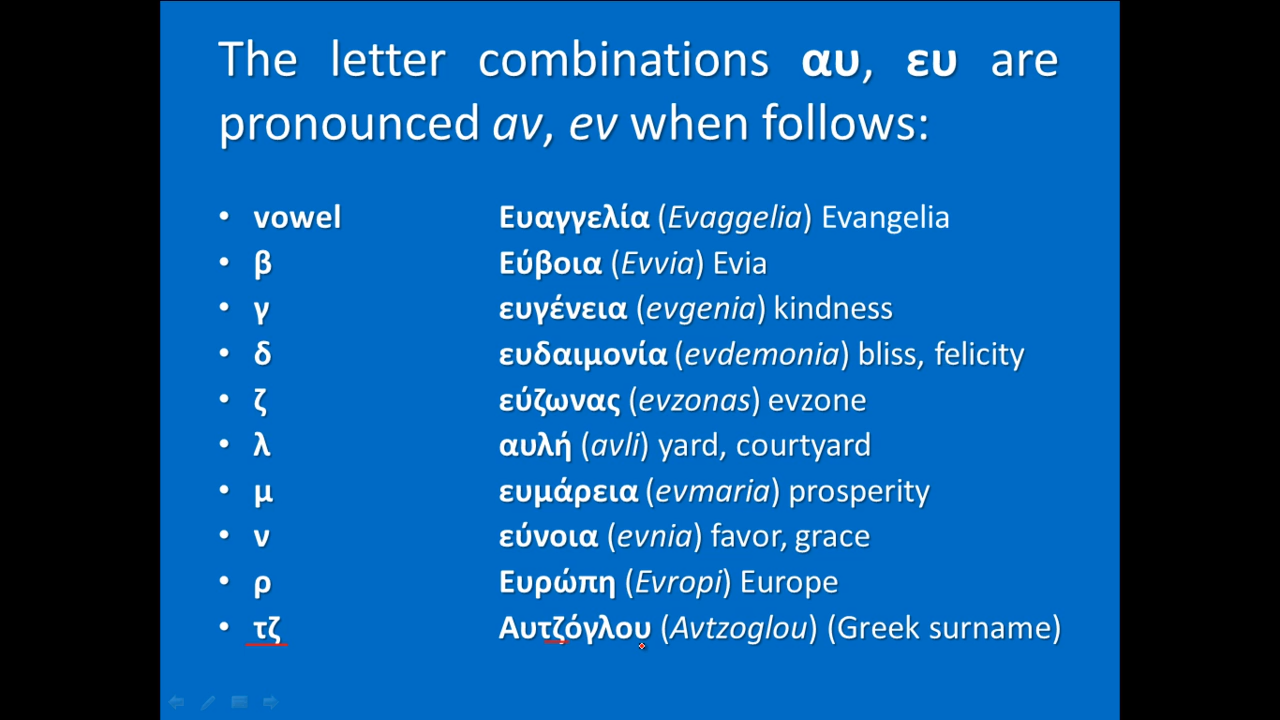 The letter combinations αυ, ευ are
pronounced av, ev when follows:
• vowel Ευαγγελία (Evaggelia) Evangelia
• β Εύβοια (Evvia) Evia
• γ ευγένεια (evgenia) kindness
• δ ευδαιμονία (evdemonia) bliss, felicity
• ζ εύζωνας (evzonas) evzone
• λ αυλή (avli) yard, courtyard
• μ ευμάρεια (evmaria) prosperity
• ν εύνοια (evnia) favor, grace
• ρ Ευρώπη (Evropi) Europe
• τζ Αυτζόγλου (Avtzoglou) (Greek surname)